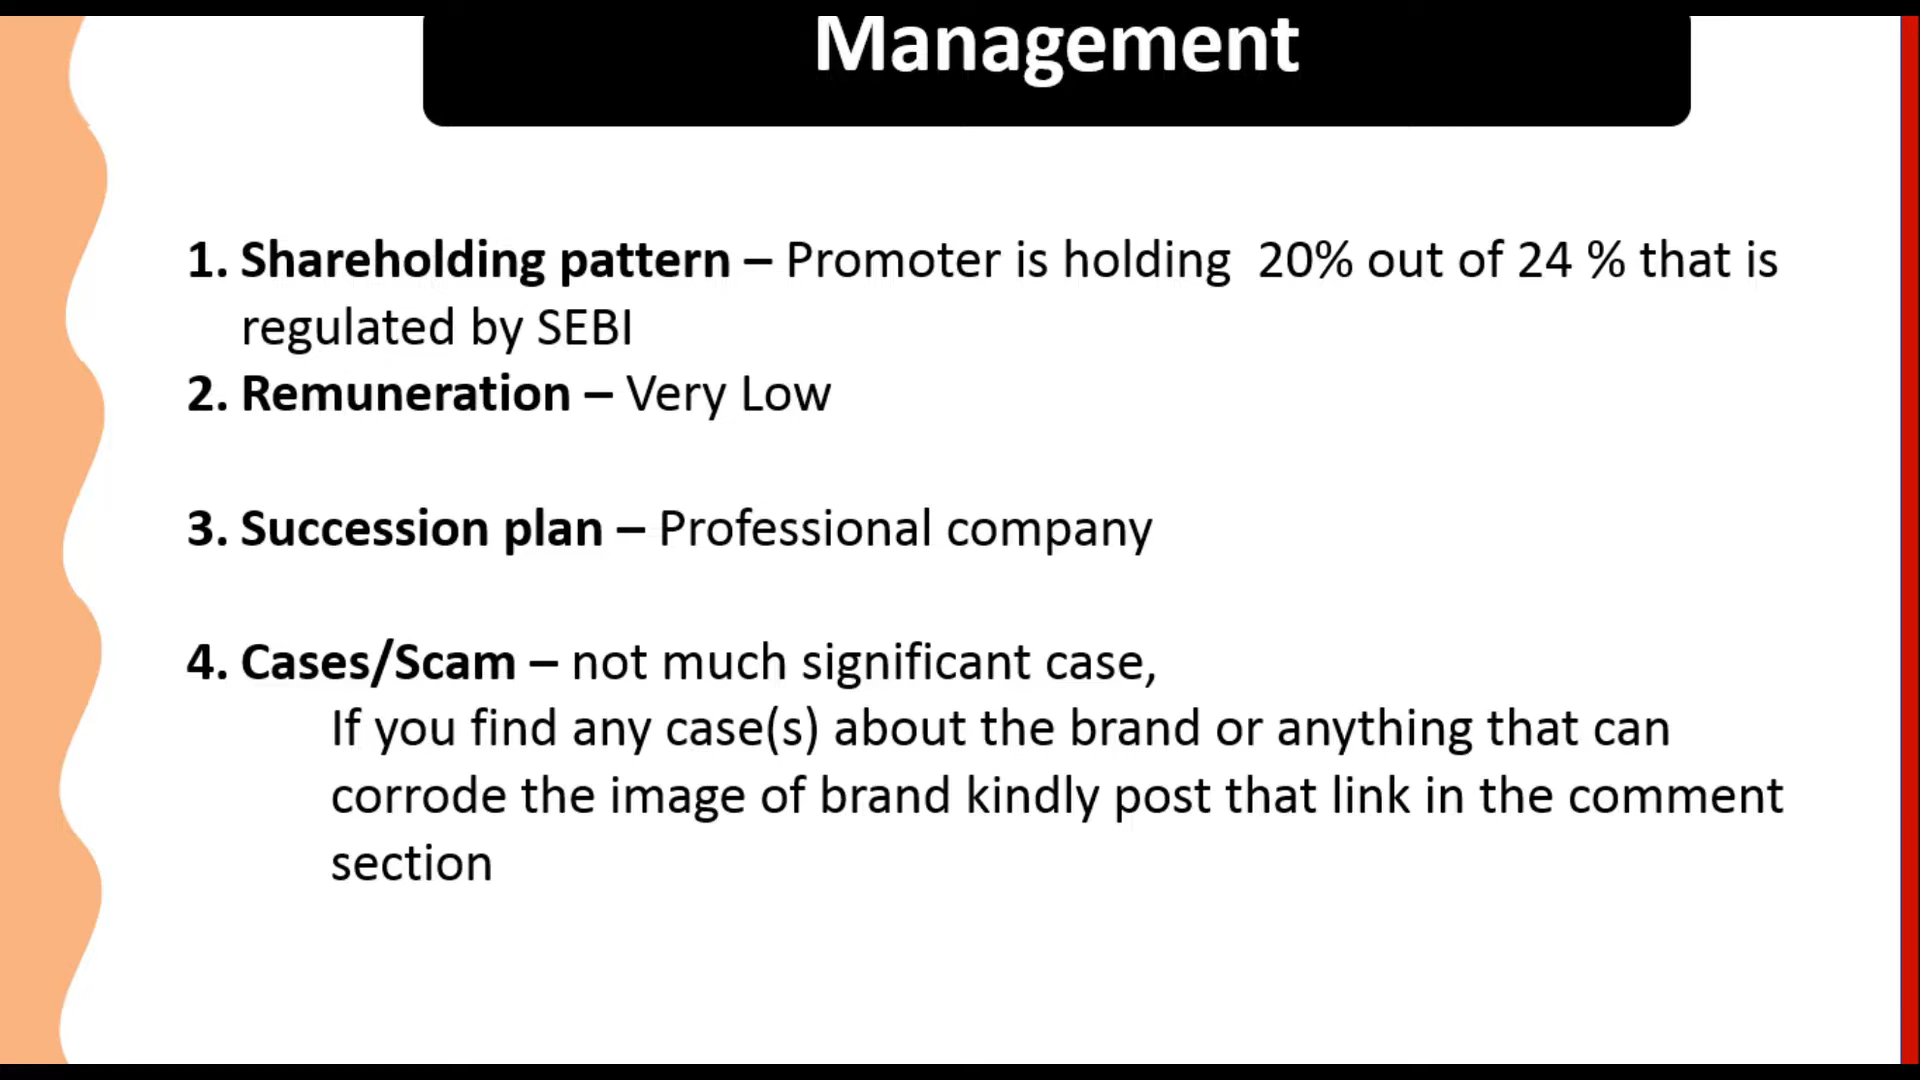 Management
1. Shareholding pattern – Promoter is holding  20% out of 24 % that is
regulated by SEBI
2. Remuneration – Very Low
3. Succession plan – Professional company
4. Cases/Scam – not much significant case,
If you find any case(s) about the brand or anything that can
corrode the image of brand kindly post that link in the comment
section